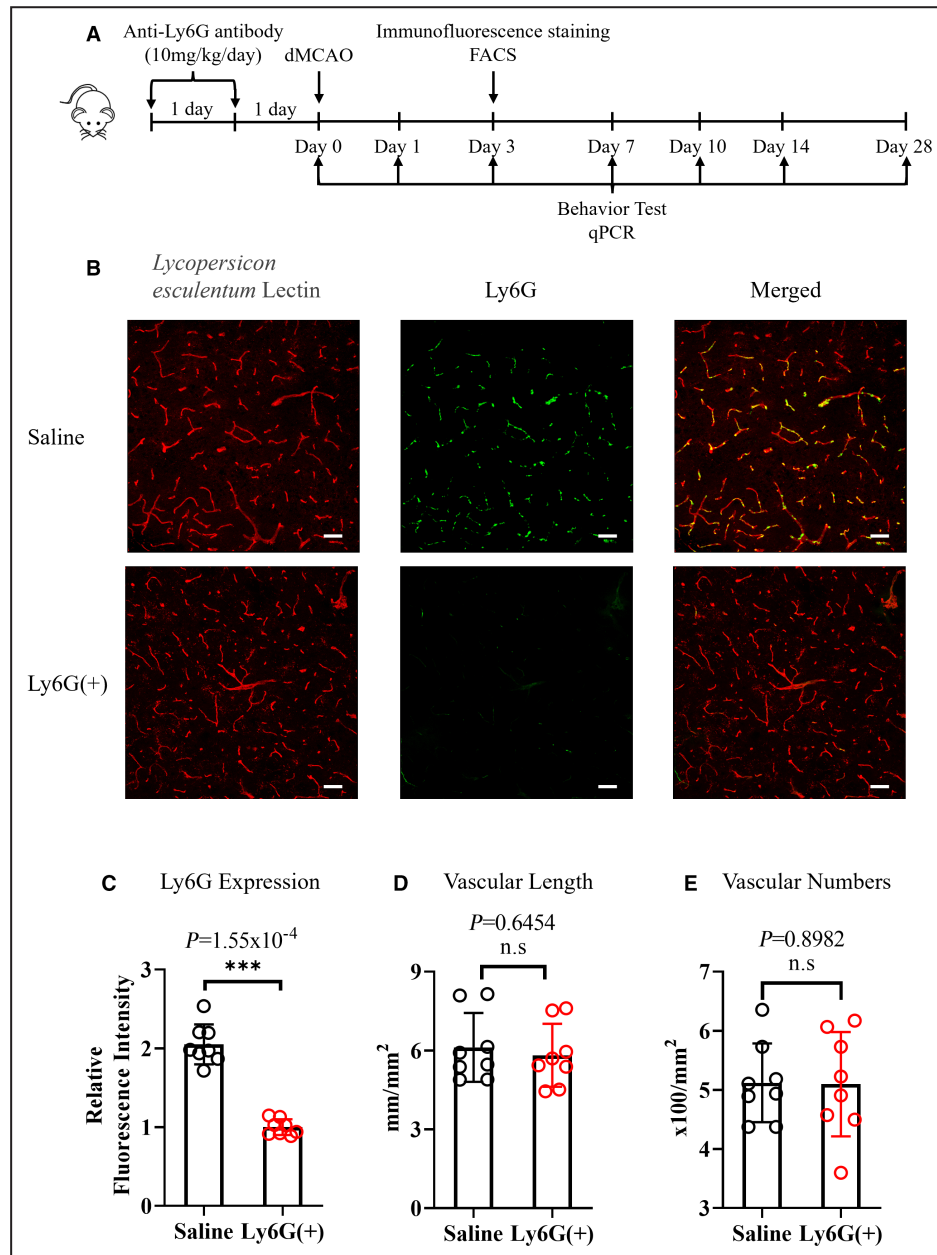 A
Anti-Ly6G antibody
(10mg/kg/day)
dMCAO
Immunofluorescence staining
FACS
1 day
1 day
Day 0
Day 1
Day 3
Day 7
Day 10
Day 14
Day 28
Behavior Test
qPCR
B
Lycopersicon
esculentum Lectin
Ly6G
Merged
Saline
Ly6G(+)
C
Ly6G Expression
P=1.55x10⁻⁴
***
Relative
Fluorescence Intensity
3
2
1
0
Saline Ly6G(+)
D
Vascular Length
P=0.6454
n.s
mm/mm²
9
6
3
0
Saline Ly6G(+)
E
Vascular Numbers
P=0.8982
n.s
x100/mm²
7
6
5
4
3
Saline Ly6G(+)